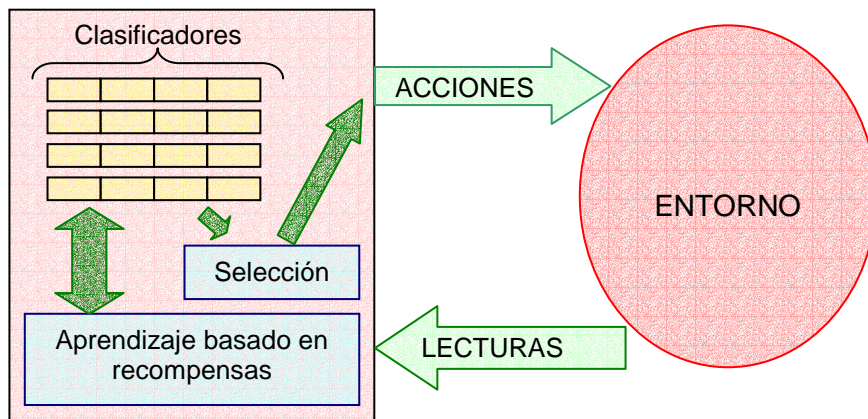 Clasificadores
ACCIONES
ENTORNO
Selección
Aprendizaje basado en
recompensas
LECTURAS